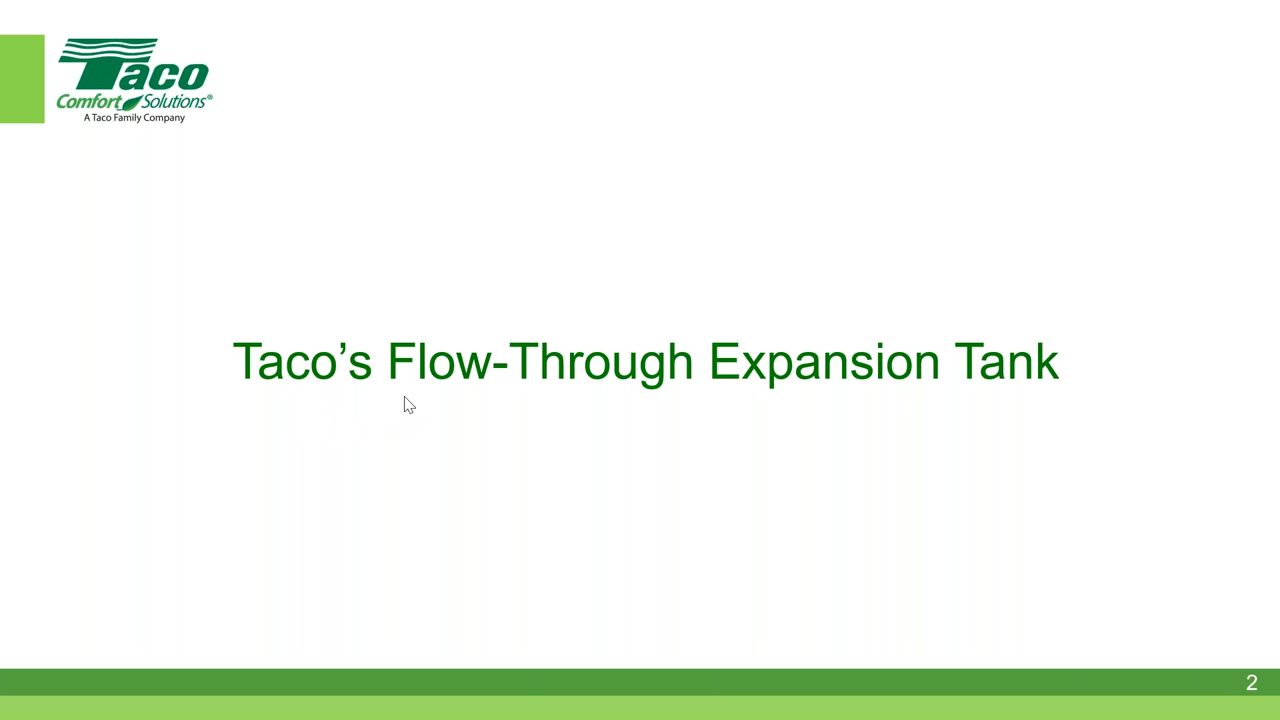 Taco
Comfort Solutions®
A Taco Family Company
Taco’s Flow-Through Expansion Tank
2